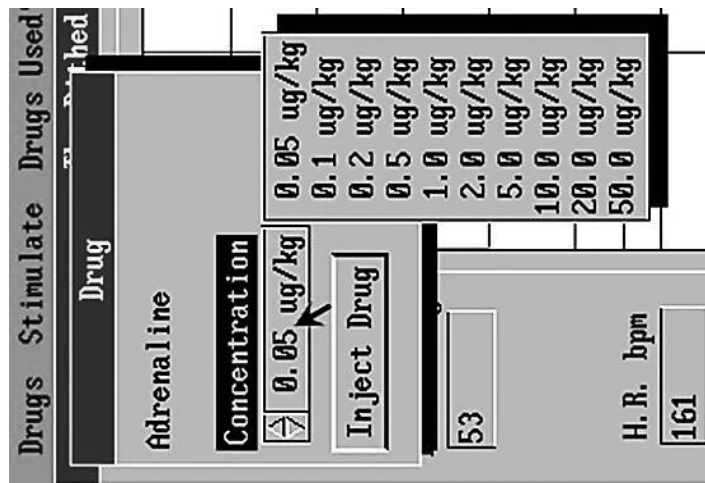 Drugs Stimulate Drugs Used
Drug
Adrenaline
Concentration
0.05 ug/kg
Inject Drug
0.05 ug/kg
0.1 ug/kg
0.2 ug/kg
0.5 ug/kg
1.0 ug/kg
2.0 ug/kg
5.0 ug/kg
10.0 ug/kg
20.0 ug/kg
50.0 ug/kg
53
H.R. bpm
161